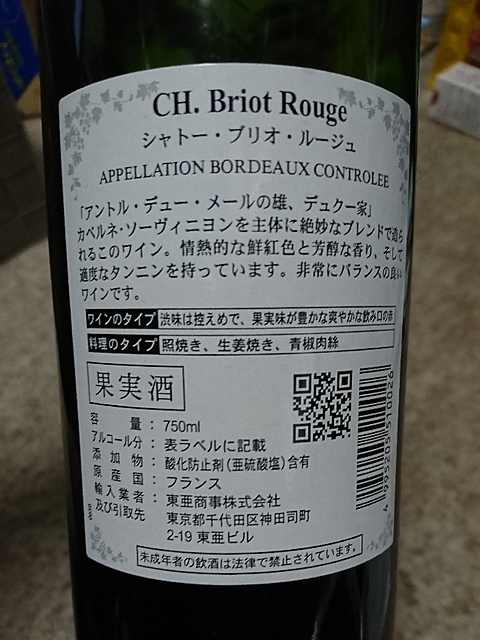 CH. Briot Rouge
シャトー・ブリオ・ルージュ
APPELLATION BORDEAUX CONTROLEE
「アントル・デュー・メールの雄、デュクー家」
カベルネ・ソーヴィニヨンを主体に絶妙なブレンドで造ら
れるこのワイン。情熱的な鮮紅色と芳醇な香り、そして
適度なタンニンを持っています。非常にバランスの良い
ワインです。
ワインのタイプ 渋味は控えめで、果実味が豊かな爽やかな飲み口の赤
料理のタイプ 照焼き、生姜焼き、青椒肉絲
果実酒
容量：750ml
アルコール分：表ラベルに記載
添加物：酸化防止剤（亜硫酸塩）含有
原産国：フランス
輸入業者：東亜商事株式会社
及び引取先 東京都千代田区神田司町
2-19 東亜ビル
4 995205 510026
未成年者の飲酒は法律で禁止されています。